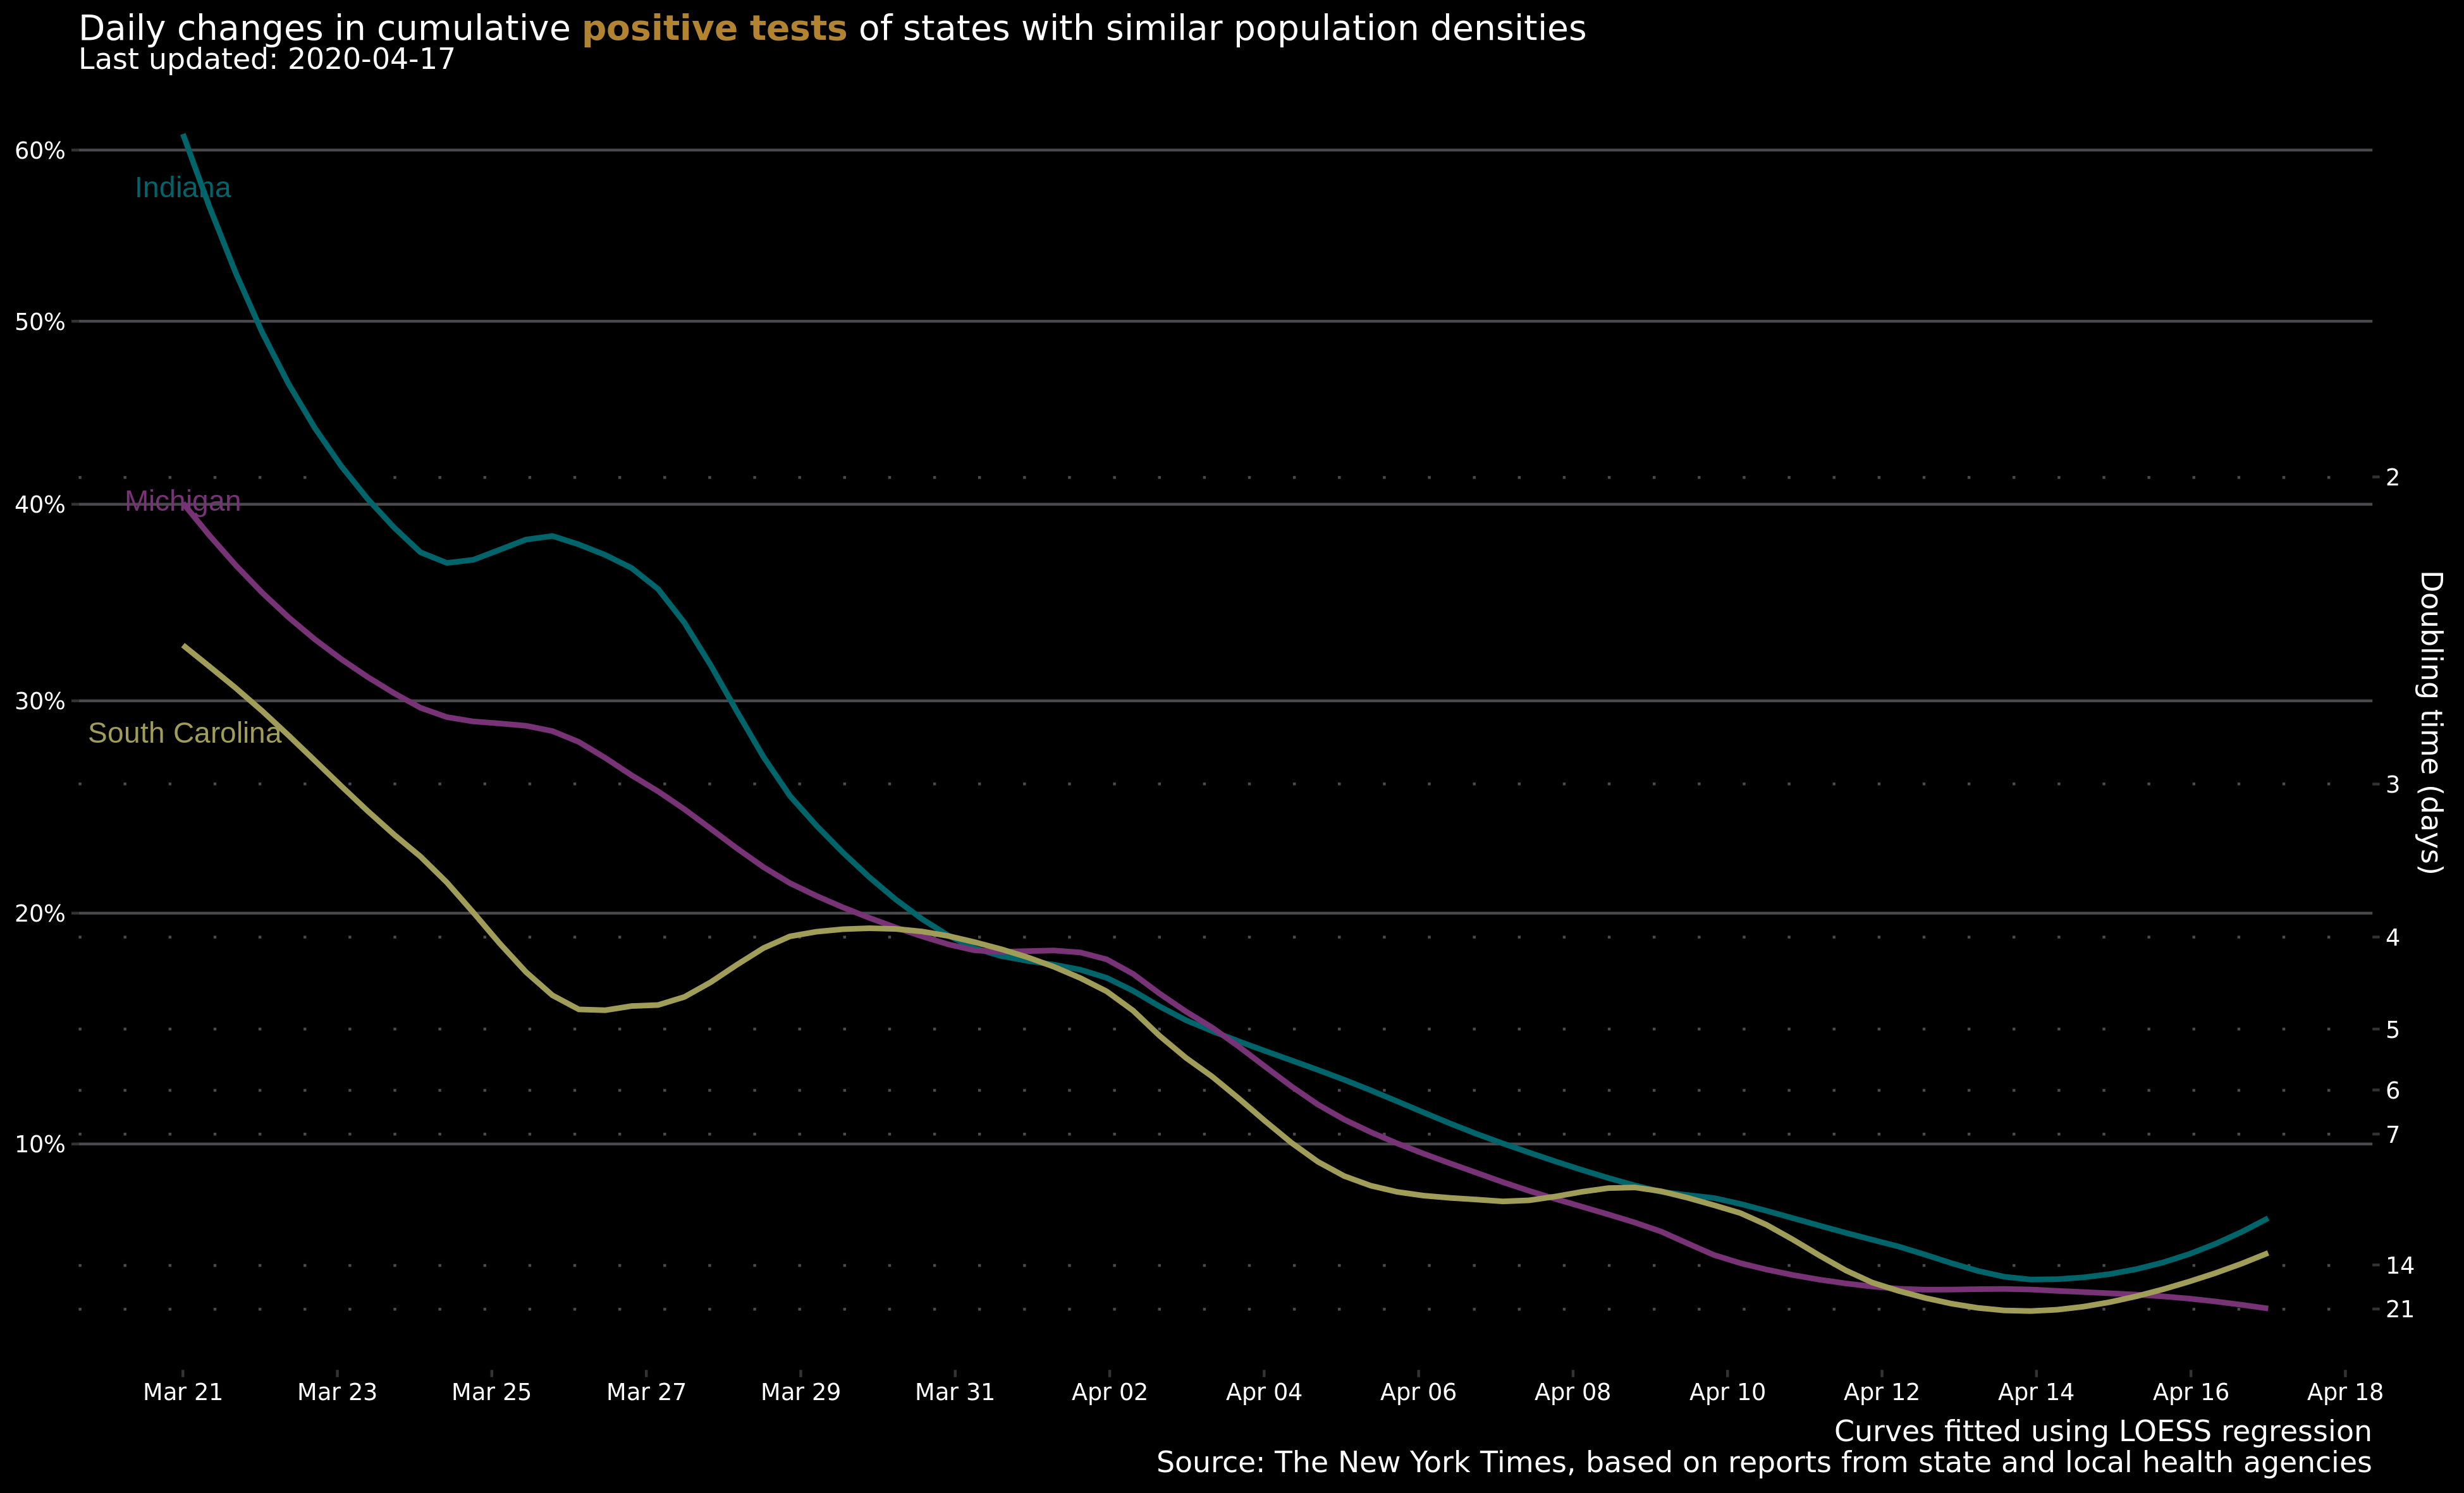 Daily changes in cumulative positive tests of states with similar population densities
Last updated: 2020-04-17
60%
Indiana
50%
2
Michigan
40%
Doubling time (days)
30%
South Carolina
3
20%
4
5
6
7
10%
14
21
Mar 21 Mar 23 Mar 25 Mar 27 Mar 29 Mar 31 Apr 02 Apr 04 Apr 06 Apr 08 Apr 10 Apr 12 Apr 14 Apr 16 Apr 18
Curves fitted using LOESS regression
Source: The New York Times, based on reports from state and local health agencies